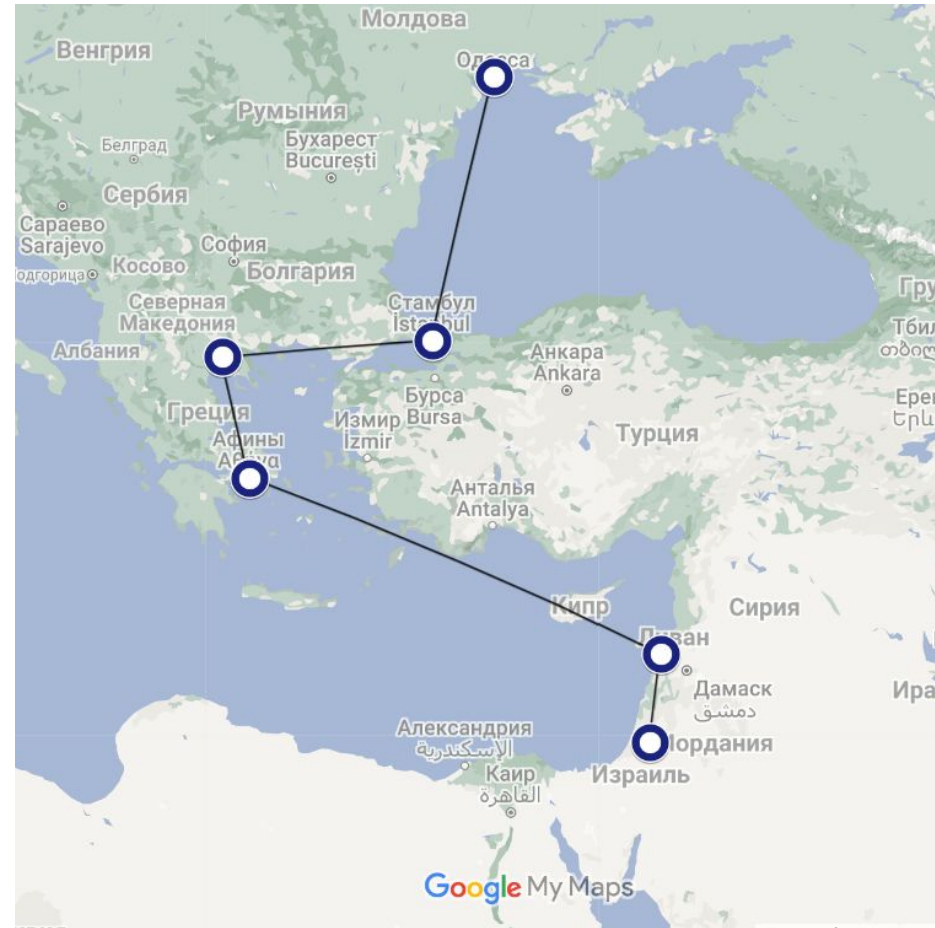 Молдова
Венгрия
Румыния
Бухарест
București
Белград
Сербия
Сараево
Sarajevo
София
Косово
Болгария
Северная
Македония
Албания
Стамбул
İstanbul
Анкара
Ankara
Бурса
Bursa
Греция
Измир
İzmir
Афины
Турция
Анталья
Antalya
Кипр
Сирия
Дамаск
دمشق
Александрия
الإسكندرية
Каир
القاهرة
Израиль
Google My Maps